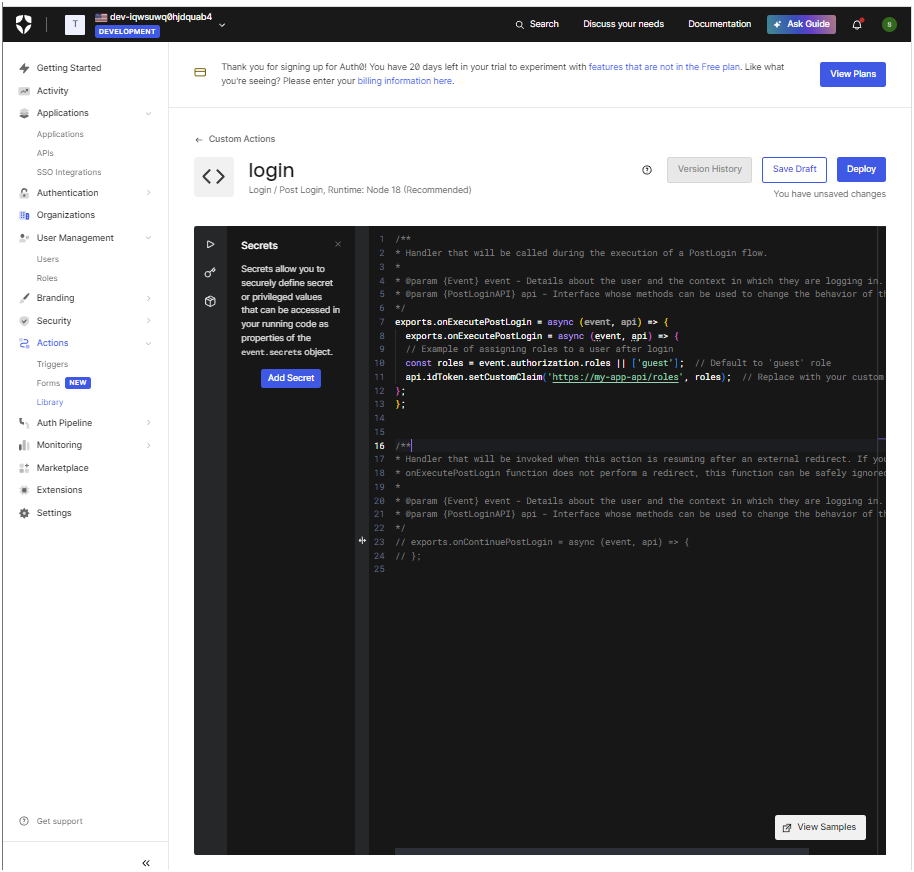 T
dev-iqwsuwq0hjdquab4
DEVELOPMENT
Search
Discuss your needs
Documentation
Ask Guide
s
Getting Started
Activity
Applications
Applications
APIs
SSO Integrations
Authentication
Organizations
User Management
Users
Roles
Branding
Security
Actions
Triggers
Forms NEW
Library
Auth Pipeline
Monitoring
Marketplace
Extensions
Settings
Get support
«
Thank you for signing up for Auth0! You have 20 days left in your trial to experiment with features that are not in the Free plan. Like what
you're seeing? Please enter your billing information here.
View Plans
← Custom Actions
login
Login / Post Login, Runtime: Node 18 (Recommended)
Version History
Save Draft
Deploy
You have unsaved changes
Secrets
Secrets allow you to
securely define secret
or privileged values
that can be accessed in
your running code as
properties of the
event.secrets object.
Add Secret
1 /**
2 * Handler that will be called during the execution of a PostLogin flow.
3 *
4 * @param {Event} event - Details about the user and the context in which they are logging in.
5 * @param {PostLoginAPI} api - Interface whose methods can be used to change the behavior of th
6 */
7 exports.onExecutePostLogin = async (event, api) => {
8 exports.onExecutePostLogin = async (event, api) => {
9 // Example of assigning roles to a user after login
10 const roles = event.authorization.roles || ['guest']; // Default to 'guest' role
11 api.idToken.setCustomClaim('https://my-app-api/roles', roles); // Replace with your custom
12 };
13 };
14
15
16 /**
17 * Handler that will be invoked when this action is resuming after an external redirect. If you
18 * onExecutePostLogin function does not perform a redirect, this function can be safely ignored
19 *
20 * @param {Event} event - Details about the user and the context in which they are logging in.
21 * @param {PostLoginAPI} api - Interface whose methods can be used to change the behavior of th
22 */
23 // exports.onContinuePostLogin = async (event, api) => {
24 // };
25
View Samples